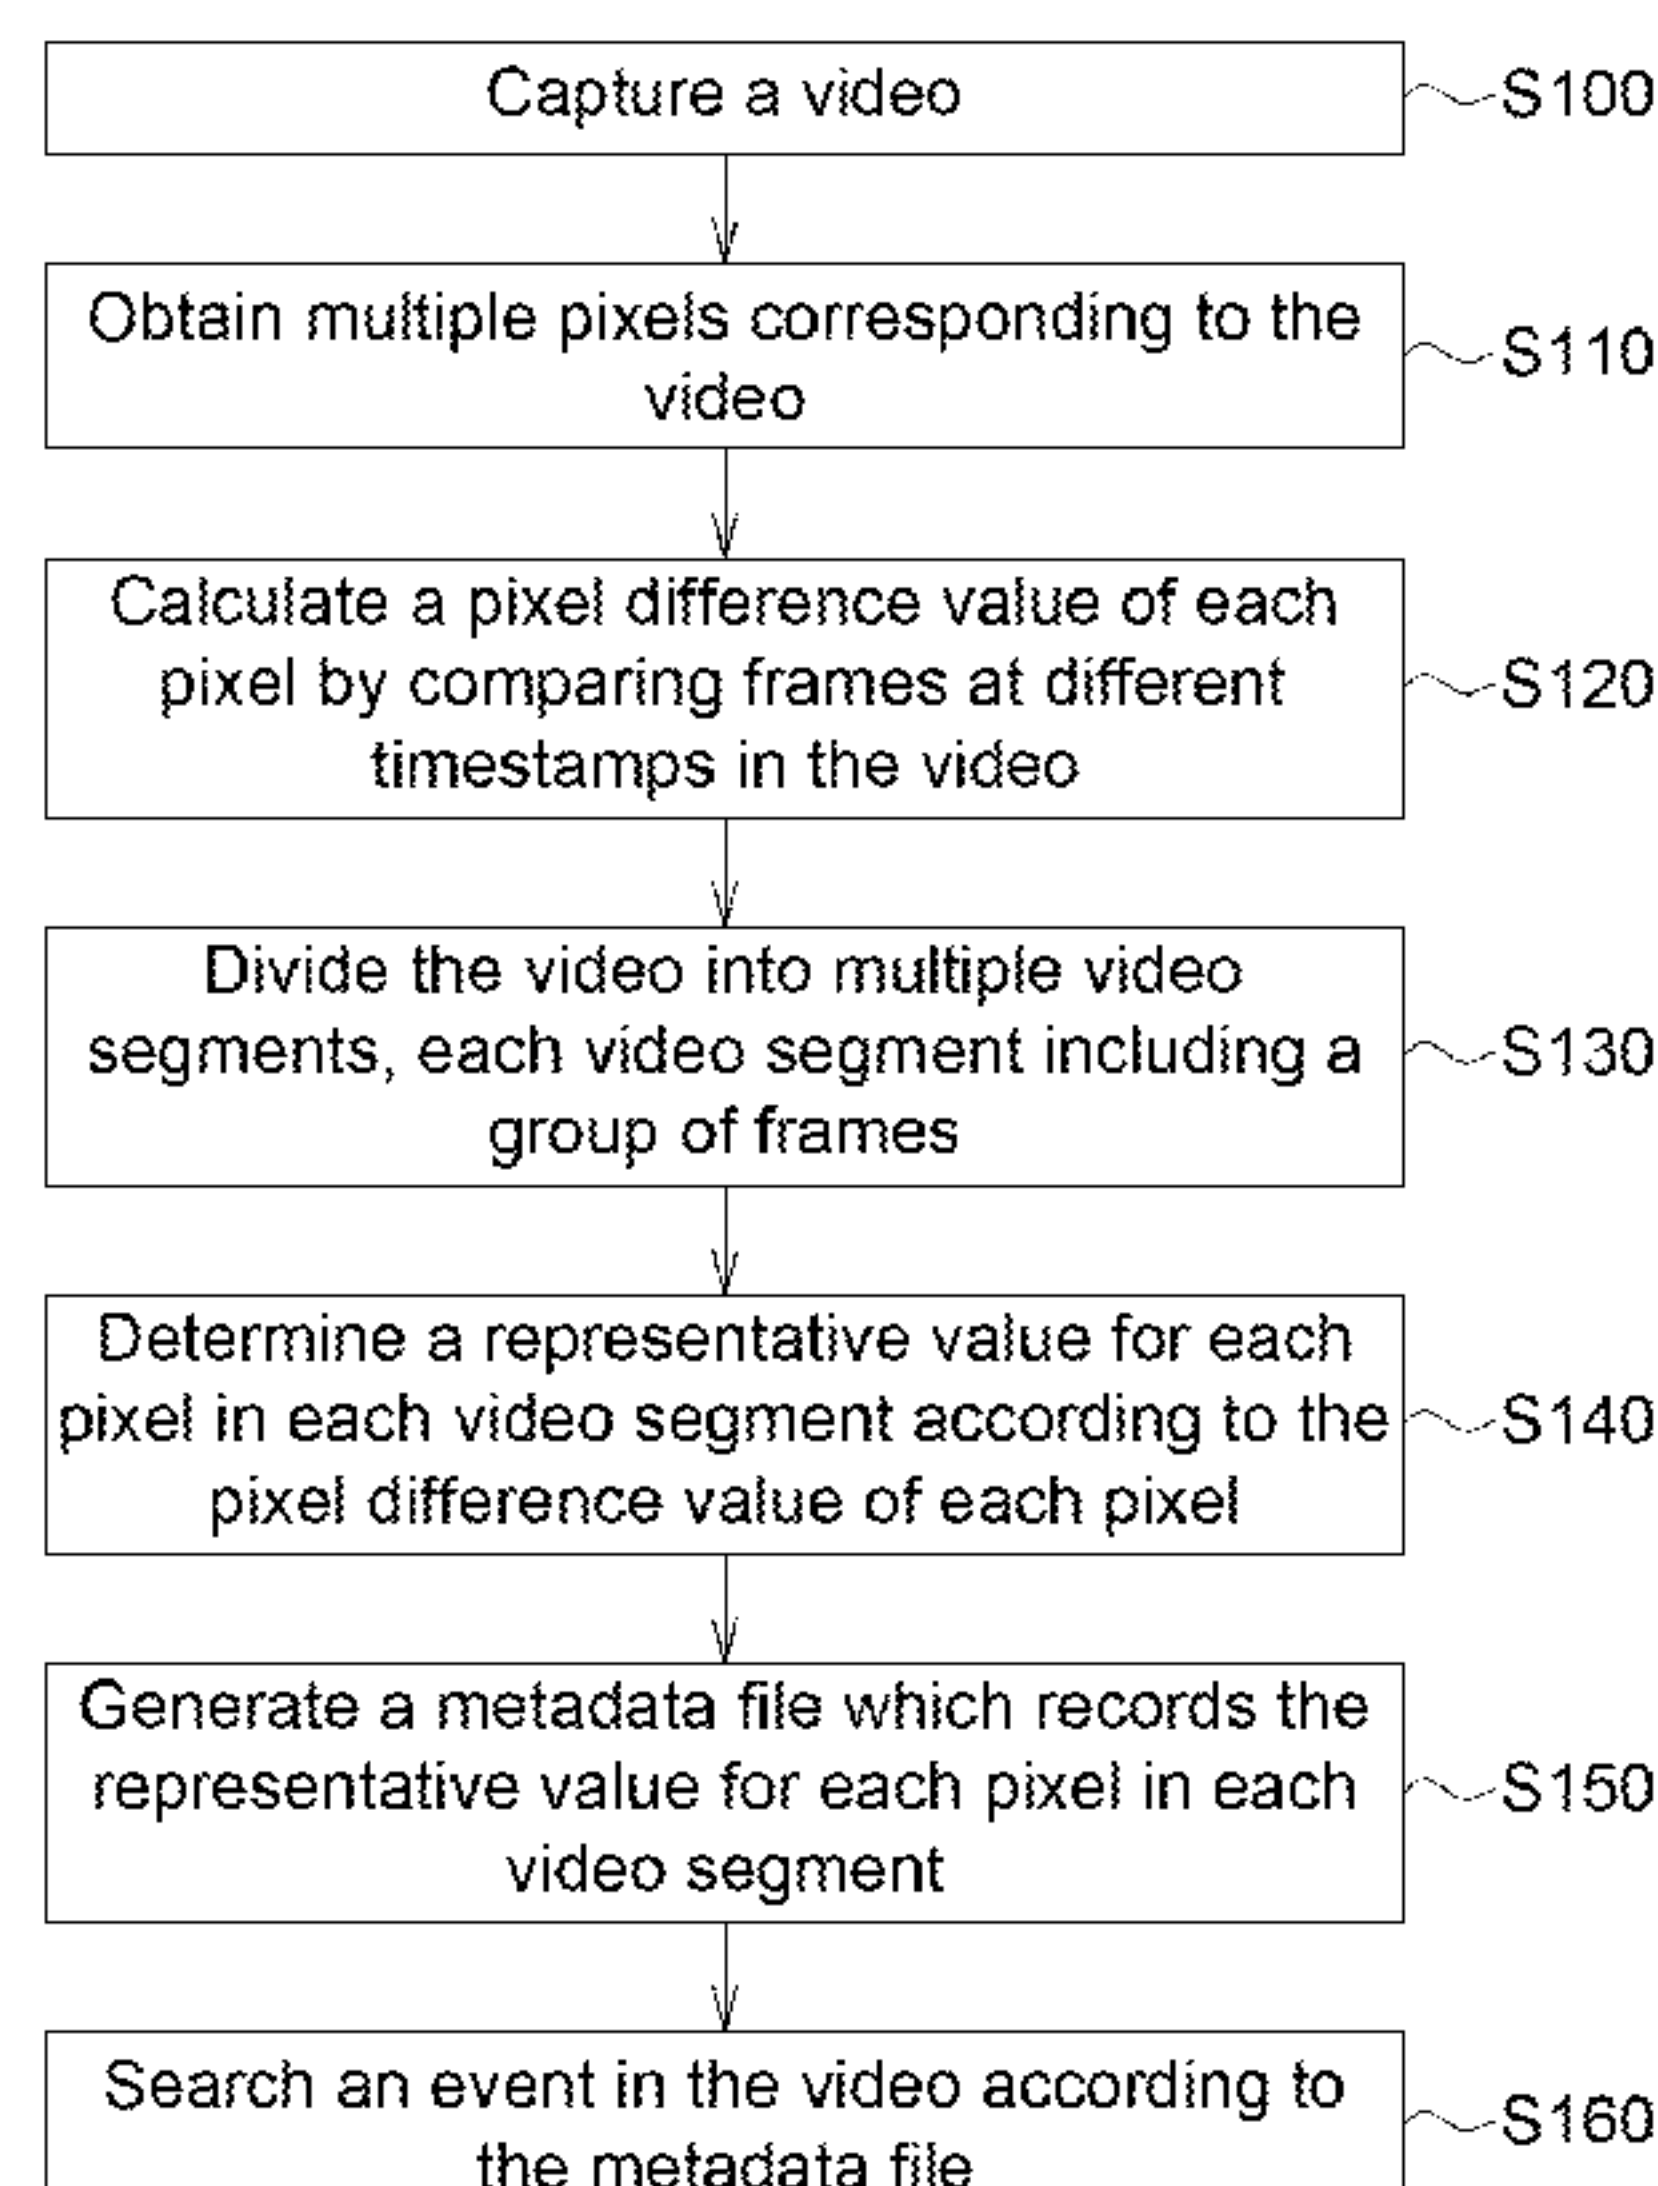 Capture a video
S100
Obtain multiple pixels corresponding to the
video
S110
Calculate a pixel difference value of each
pixel by comparing frames at different
timestamps in the video
S120
Divide the video into multiple video
segments, each video segment including a
group of frames
S130
Determine a representative value for each
pixel in each video segment according to the
pixel difference value of each pixel
S140
Generate a metadata file which records the
representative value for each pixel in each
video segment
S150
Search an event in the video according to
the metadata file
S160